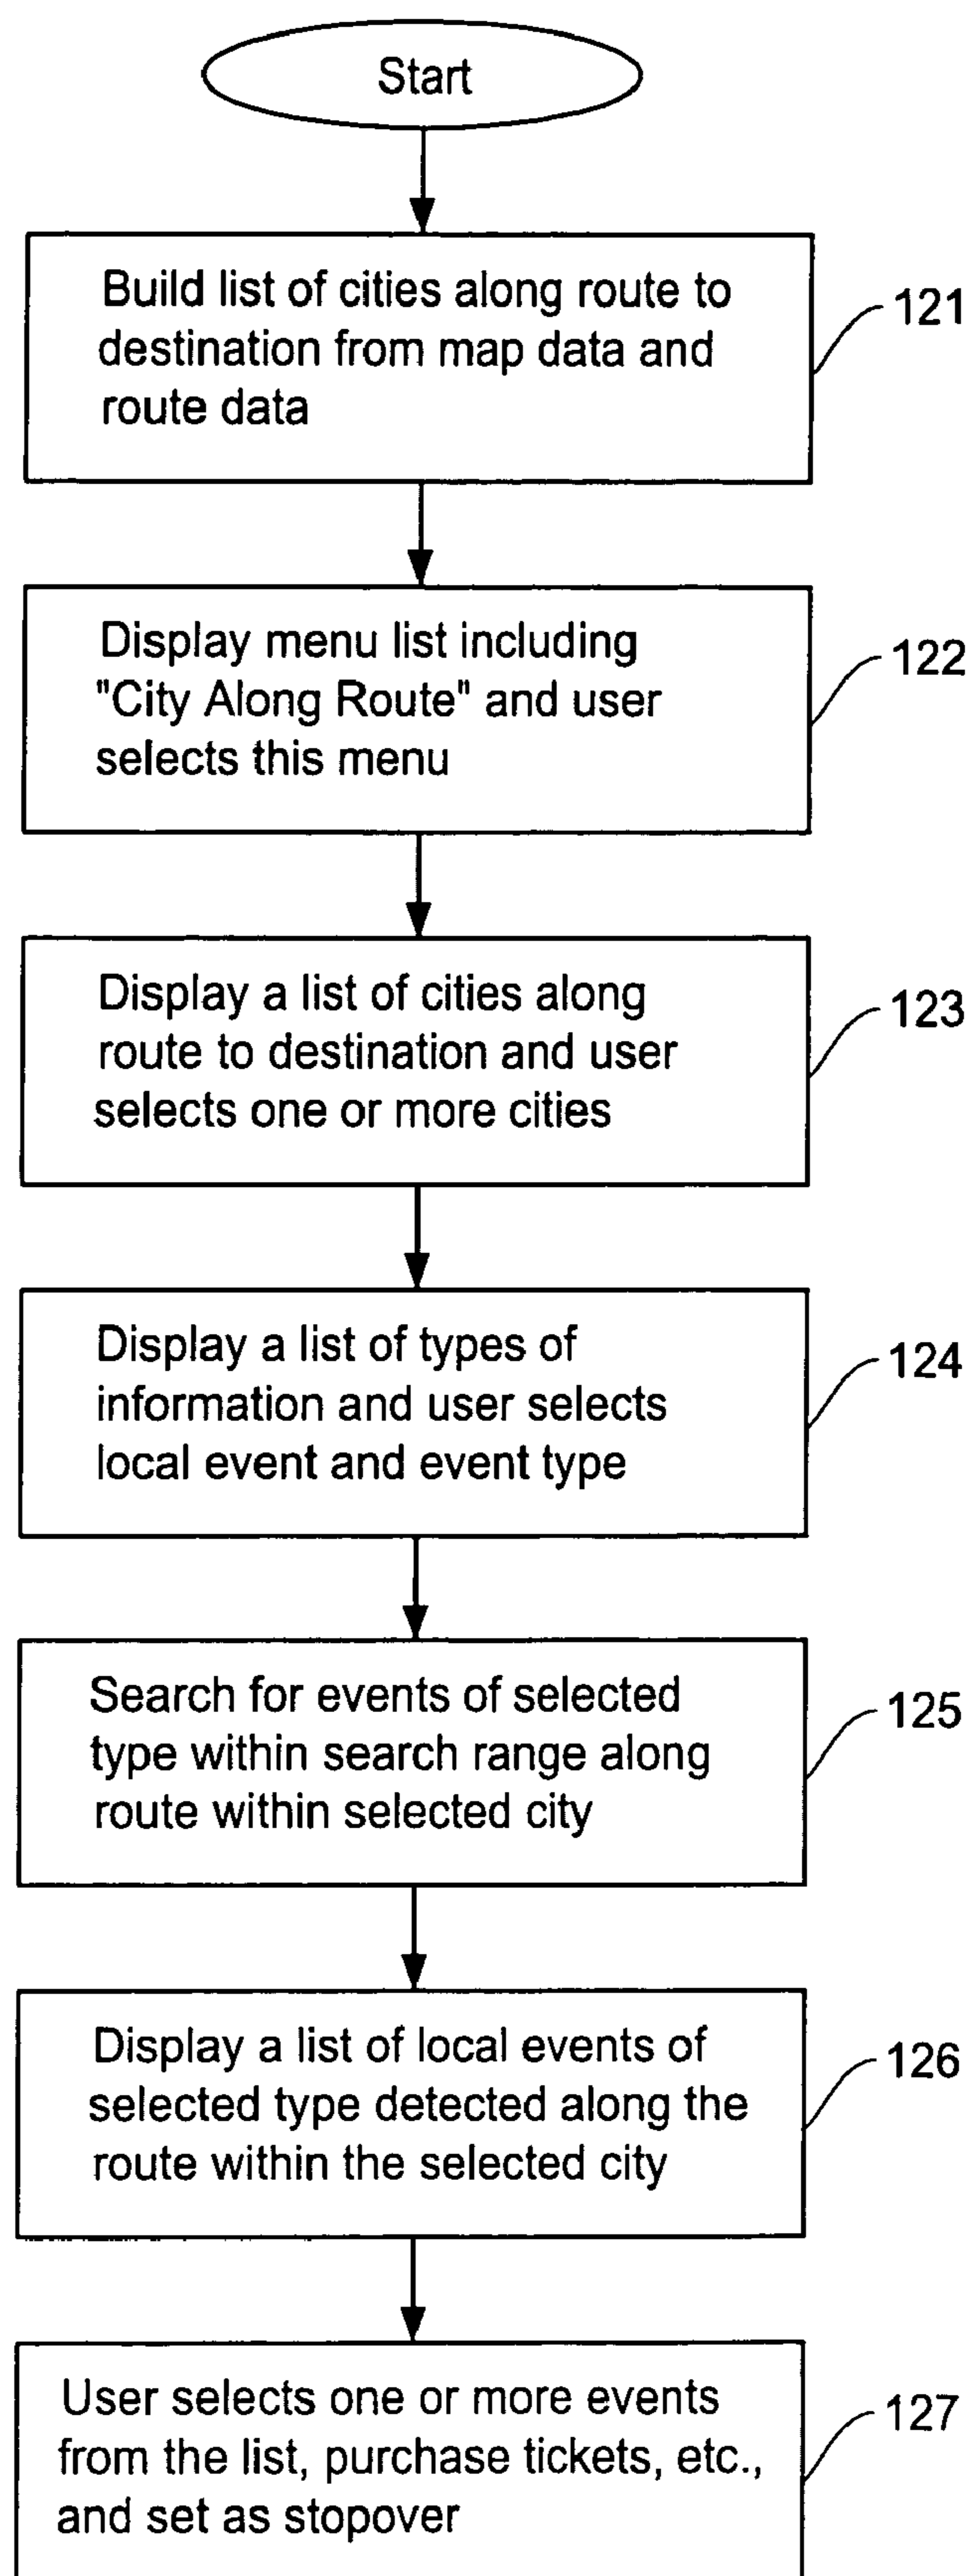 Start
Build list of cities along route to
destination from map data and
route data
121
Display menu list including
"City Along Route" and user
selects this menu
122
Display a list of cities along
route to destination and user
selects one or more cities
123
Display a list of types of
information and user selects
local event and event type
124
Search for events of selected
type within search range along
route within selected city
125
Display a list of local events of
selected type detected along the
route within the selected city
126
User selects one or more events
from the list, purchase tickets, etc.,
and set as stopover
127